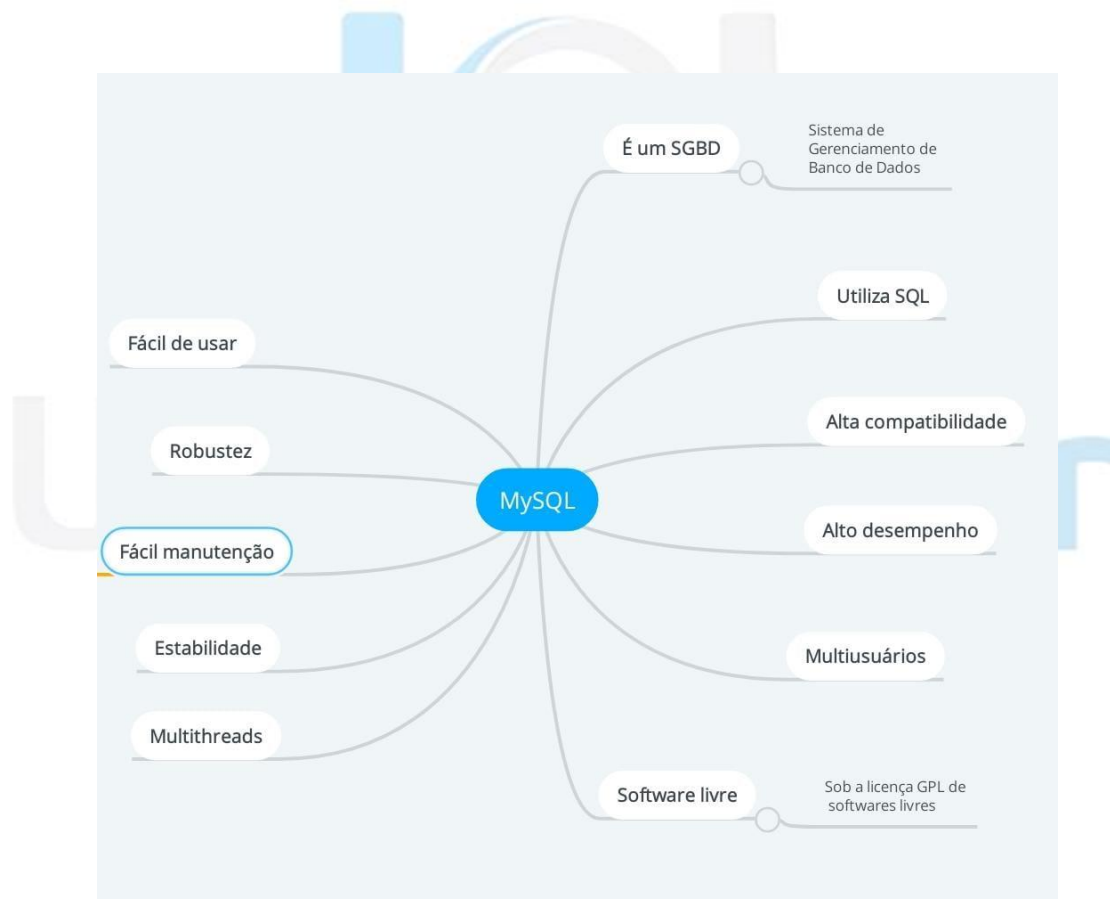 É um SGBD
Sistema de
Gerenciamento de
Banco de Dados
Utiliza SQL
Fácil de usar
Alta compatibilidade
Robustez
MySQL
Alto desempenho
Fácil manutenção
Estabilidade
Multiusuários
Multithreads
Software livre
Sob a licença GPL de
softwares livres